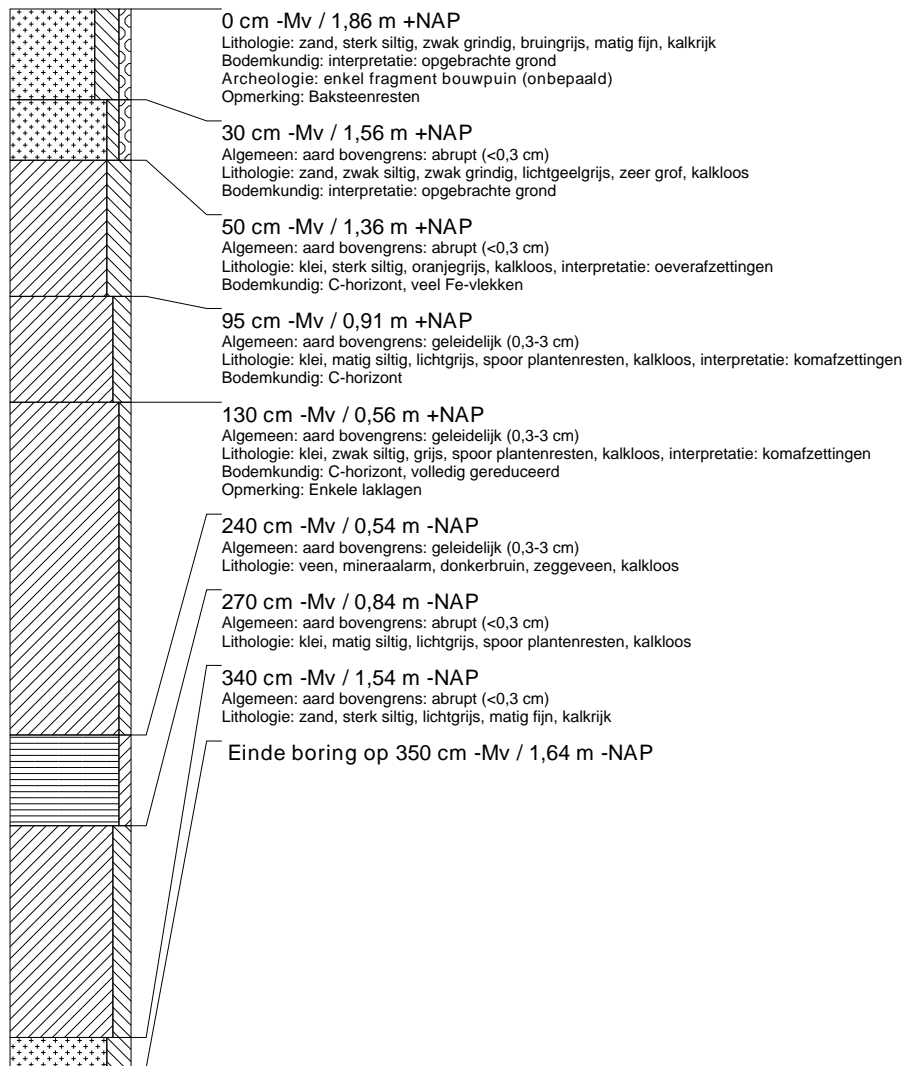 0 cm -Mv / 1,86 m +NAP
Lithologie: zand, sterk siltig, zwak grindig, bruingrijs, matig fijn, kalkrijk
Bodemkundig: interpretatie: opgebrachte grond
Archeologie: enkel fragment bouwpuin (onbepaald)
Opmerking: Baksteenresten
30 cm -Mv / 1,56 m +NAP
Algemeen: aard bovengrens: abrupt (<0,3 cm)
Lithologie: zand, zwak siltig, zwak grindig, lichtgeelgrijs, zeer grof, kalkloos
Bodemkundig: interpretatie: opgebrachte grond
50 cm -Mv / 1,36 m +NAP
Algemeen: aard bovengrens: abrupt (<0,3 cm)
Lithologie: klei, sterk siltig, oranjegrijs, kalkloos, interpretatie: oeverafzettingen
Bodemkundig: C-horizont, veel Fe-vlekken
95 cm -Mv / 0,91 m +NAP
Algemeen: aard bovengrens: geleidelijk (0,3-3 cm)
Lithologie: klei, matig siltig, lichtgrijs, spoor plantenresten, kalkloos, interpretatie: komafzettingen
Bodemkundig: C-horizont
130 cm -Mv / 0,56 m +NAP
Algemeen: aard bovengrens: geleidelijk (0,3-3 cm)
Lithologie: klei, zwak siltig, grijs, spoor plantenresten, kalkloos, interpretatie: komafzettingen
Bodemkundig: C-horizont, volledig gereduceerd
Opmerking: Enkele laklagen
240 cm -Mv / 0,54 m -NAP
Algemeen: aard bovengrens: geleidelijk (0,3-3 cm)
Lithologie: veen, mineraalarm, donkerbruin, zeggeveen, kalkloos
270 cm -Mv / 0,84 m -NAP
Algemeen: aard bovengrens: abrupt (<0,3 cm)
Lithologie: klei, matig siltig, lichtgrijs, spoor plantenresten, kalkloos
340 cm -Mv / 1,54 m -NAP
Algemeen: aard bovengrens: abrupt (<0,3 cm)
Lithologie: zand, sterk siltig, lichtgrijs, matig fijn, kalkrijk
Einde boring op 350 cm -Mv / 1,64 m -NAP